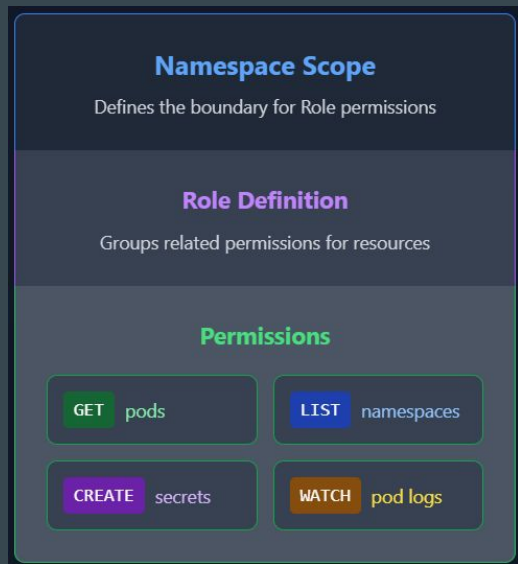 Namespace Scope
Defines the boundary for Role permissions
Role Definition
Groups related permissions for resources
Permissions
GET pods
LIST namespaces
CREATE secrets
WATCH pod logs